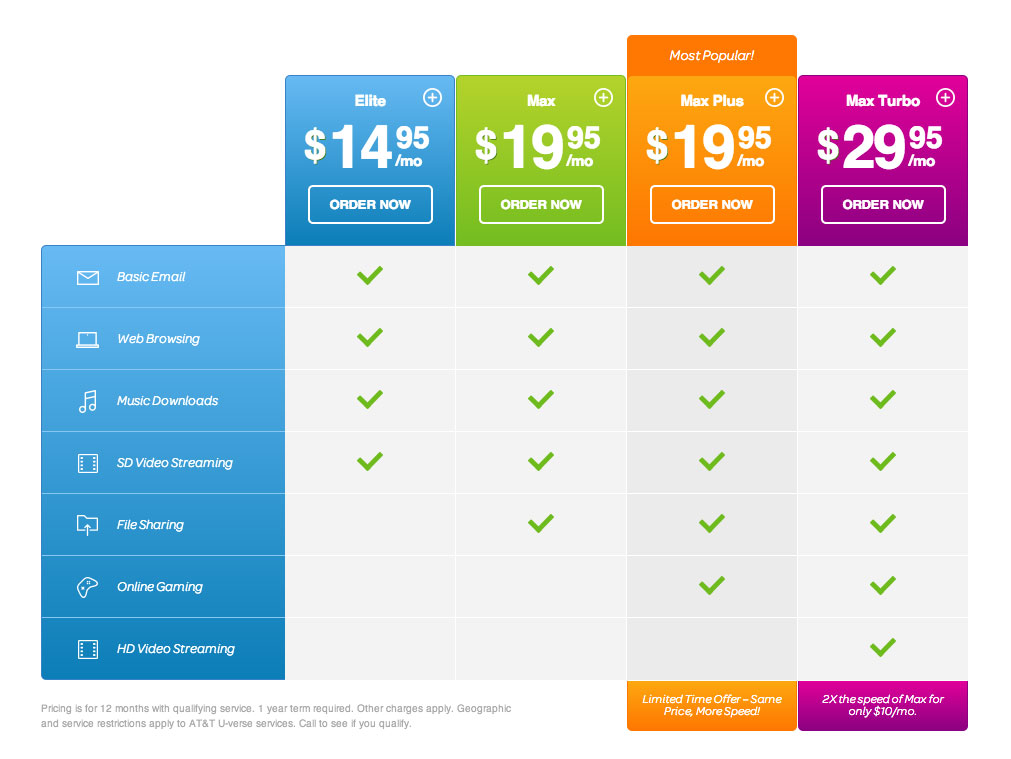 Most Popular!
Elite
Max
Max Plus
Max Turbo
$14 95 /mo
$19 95 /mo
$19 95 /mo
$29 95 /mo
ORDER NOW
ORDER NOW
ORDER NOW
ORDER NOW
Basic Email
Web Browsing
Music Downloads
SD Video Streaming
File Sharing
Online Gaming
HD Video Streaming
Limited Time Offer – Same
Price, More Speed!
2X the speed of Max for
only $10/mo.
Pricing is for 12 months with qualifying service. 1 year term required. Other charges apply. Geographic
and service restrictions apply to AT&T U-verse services. Call to see if you qualify.